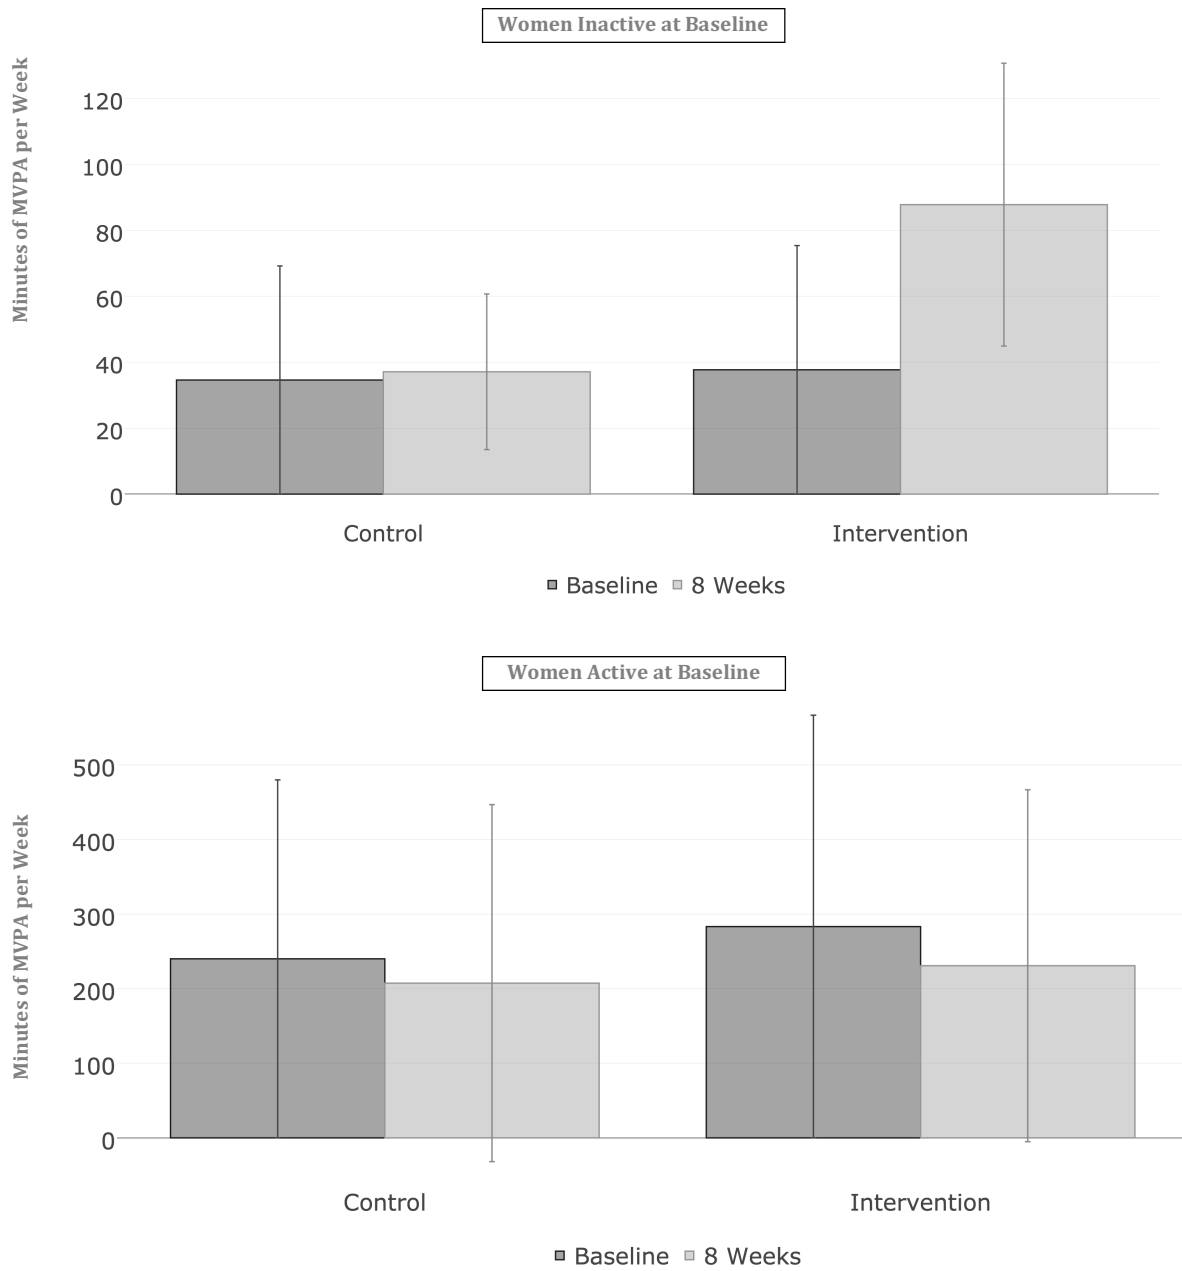 Women Inactive at Baseline
Minutes of MVPA per Week
120
100
80
60
40
20
0
Control Intervention
Baseline 8 Weeks
Women Active at Baseline
Minutes of MVPA per Week
500
400
300
200
100
0
Control Intervention
Baseline 8 Weeks